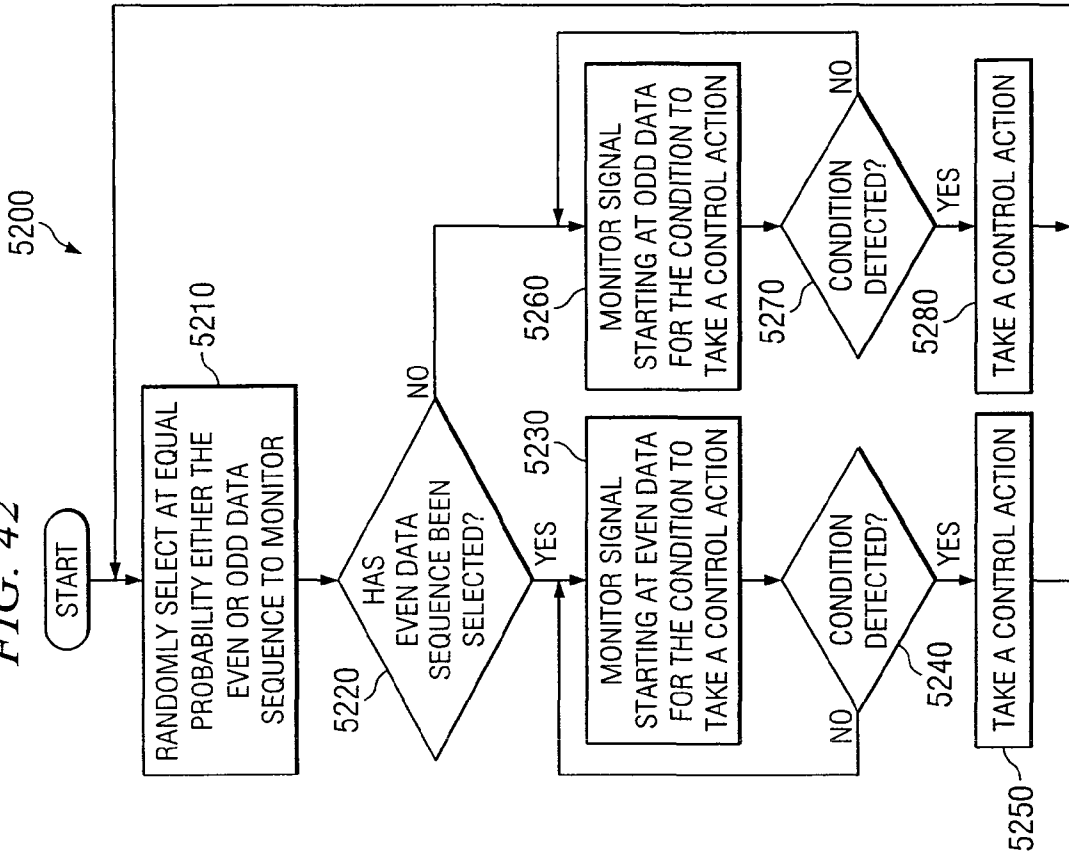 FIG. 42
5200
START
RANDOMLY SELECT AT EQUAL
PROBABILITY EITHER THE
EVEN OR ODD DATA
SEQUENCE TO MONITOR
5210
HAS
EVEN DATA
SEQUENCE BEEN
SELECTED?
5220
NO
YES
MONITOR SIGNAL
STARTING AT EVEN DATA
FOR THE CONDITION TO
TAKE A CONTROL ACTION
5230
CONDITION
DETECTED?
5240
NO
YES
TAKE A CONTROL ACTION
5250
MONITOR SIGNAL
STARTING AT ODD DATA
FOR THE CONDITION TO
TAKE A CONTROL ACTION
5260
CONDITION
DETECTED?
5270
NO
YES
TAKE A CONTROL ACTION
5280